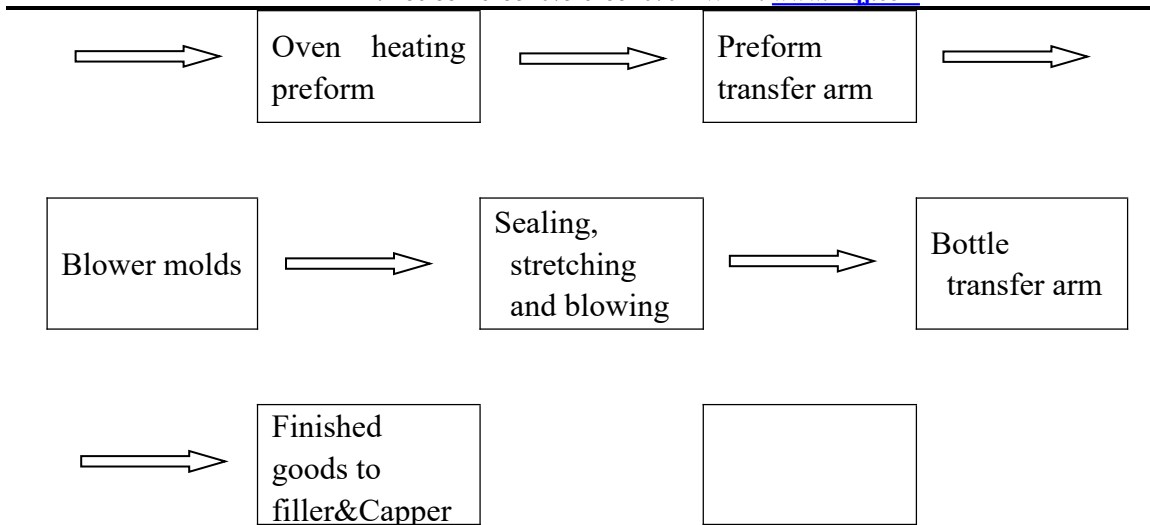 Oven heating
preform
Preform
transfer arm
Blower molds
Sealing,
stretching
and blowing
Bottle
transfer arm
Finished
goods to
filler&Capper